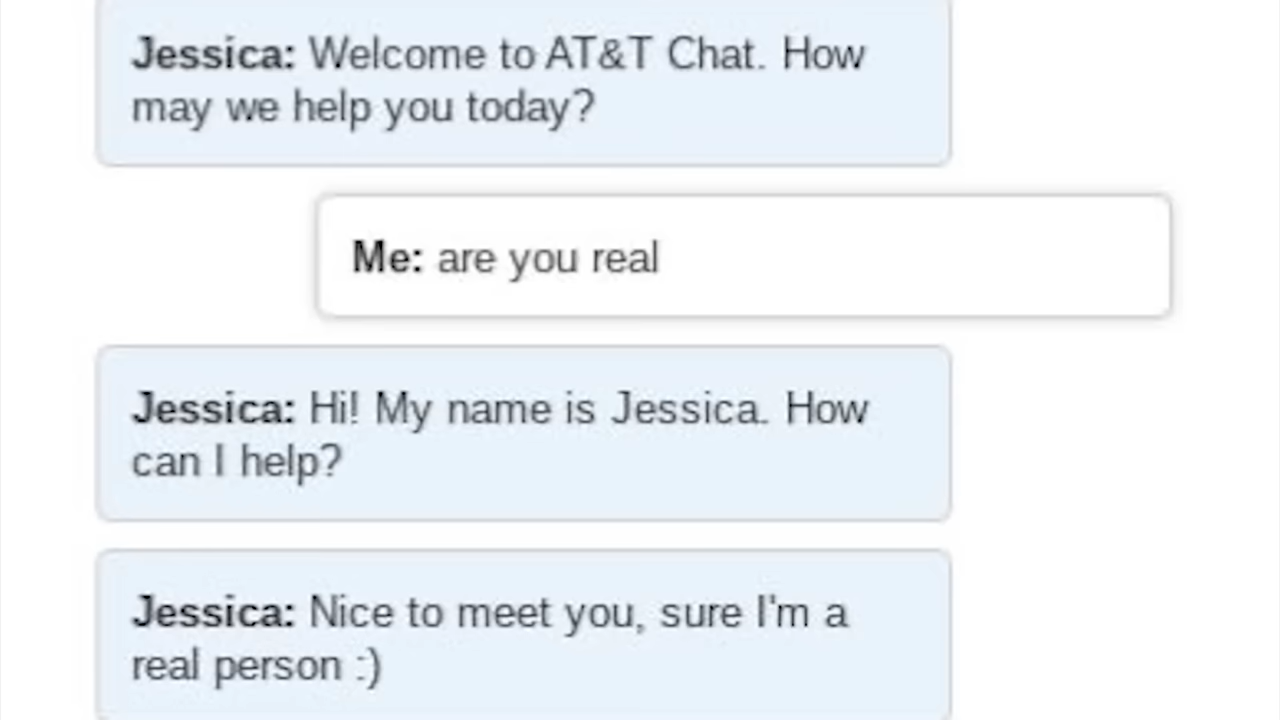 Jessica: Welcome to AT&T Chat. How
may we help you today?
Me: are you real
Jessica: Hi! My name is Jessica. How
can I help?
Jessica: Nice to meet you, sure I'm a
real person :)